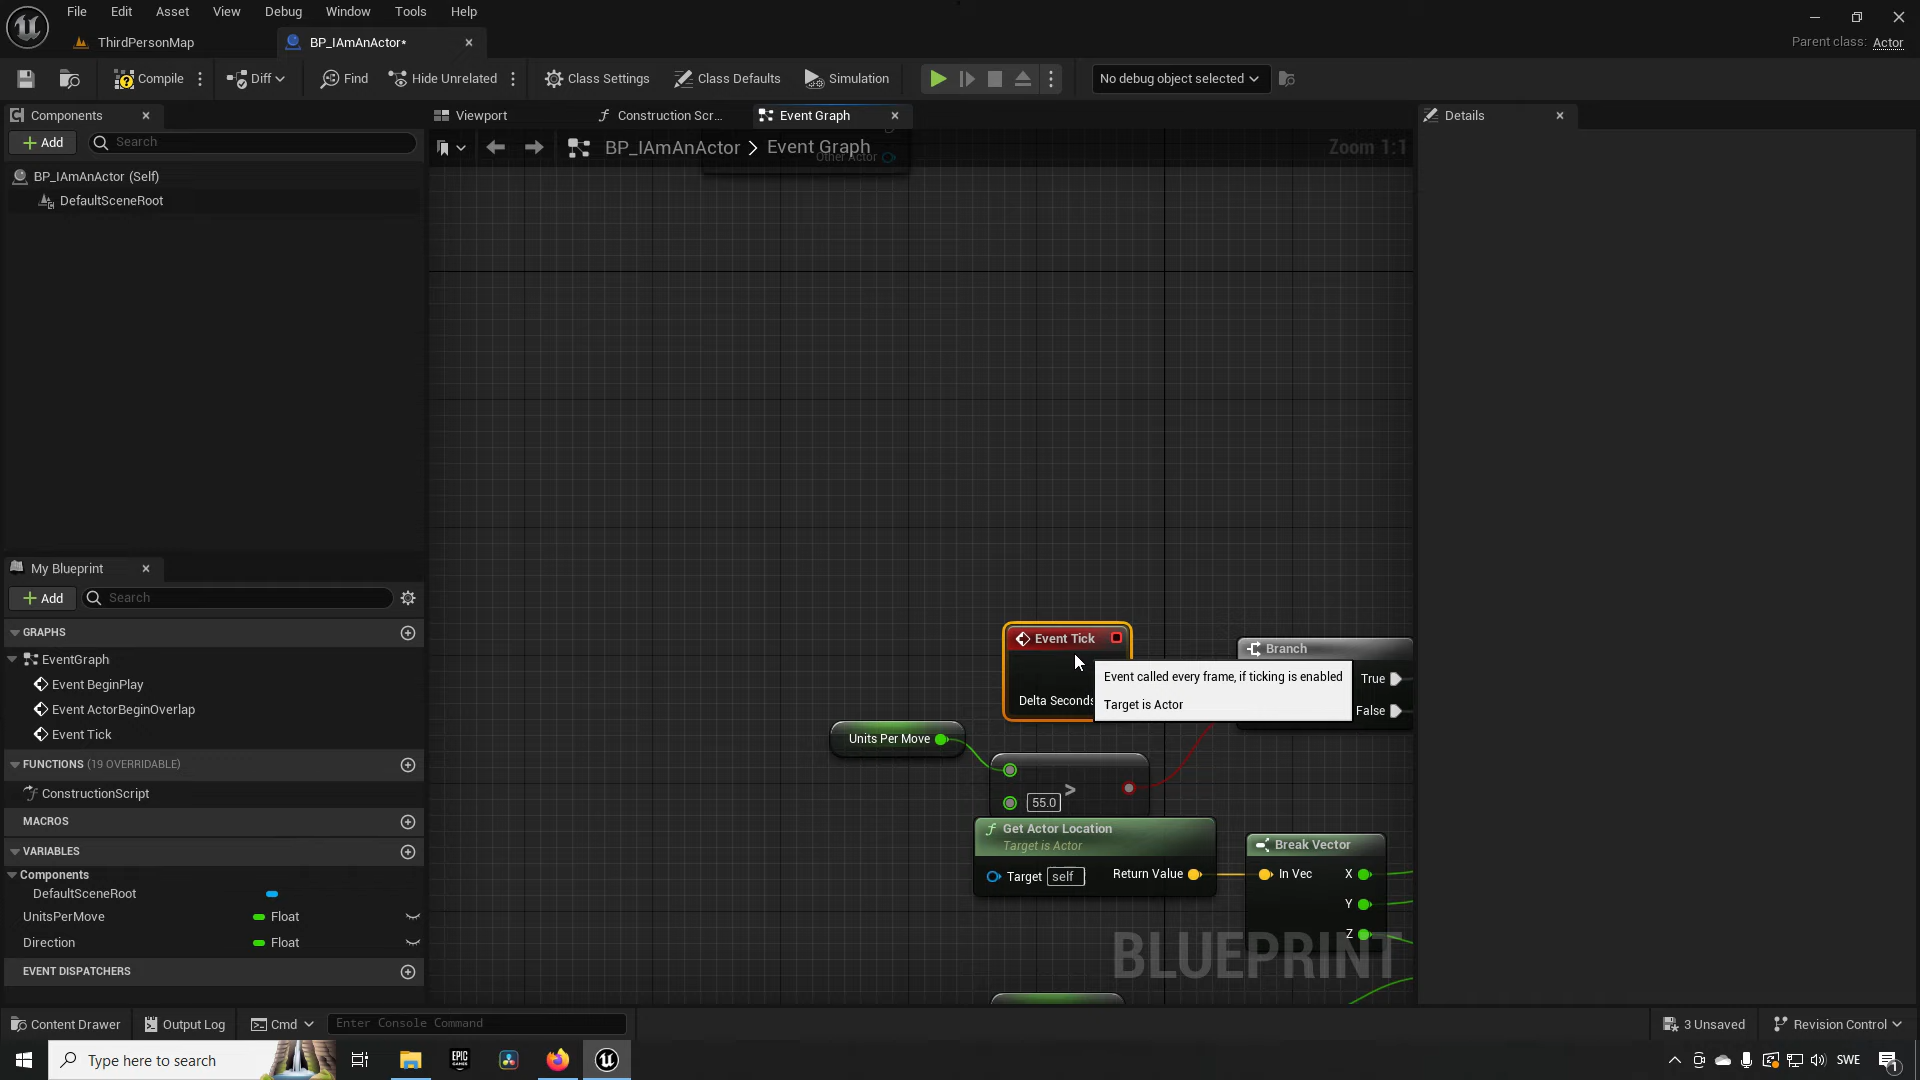 File Edit Asset View Debug Window Tools Help
ThirdPersonMap
BP_IAmAnActor*
Parent class: Actor
Compile
Diff
Find
Hide Unrelated
Class Settings
Class Defaults
Simulation
No debug object selected
Components
Add
Search
BP_IAmAnActor (Self)
DefaultSceneRoot
Viewport
Construction Scr...
Event Graph
Details
BP_IAmAnActor > Event Graph
Zoom 1:1
Other Actor
Event Tick
Delta Seconds
Event called every frame, if ticking is enabled
Target is Actor
Branch
True
False
Units Per Move
>
55.0
Get Actor Location
Target is Actor
Target self
Return Value
Break Vector
In Vec
X
Y
Z
BLUEPRINT
My Blueprint
Add
Search
GRAPHS
EventGraph
Event BeginPlay
Event ActorBeginOverlap
Event Tick
FUNCTIONS (19 OVERRIDABLE)
ConstructionScript
MACROS
VARIABLES
Components
DefaultSceneRoot
UnitsPerMove Float
Direction Float
EVENT DISPATCHERS
Content Drawer
Output Log
Cmd
Enter Console Command
3 Unsaved
Revision Control
Type here to search
EPIC
GAMES
SWE
1